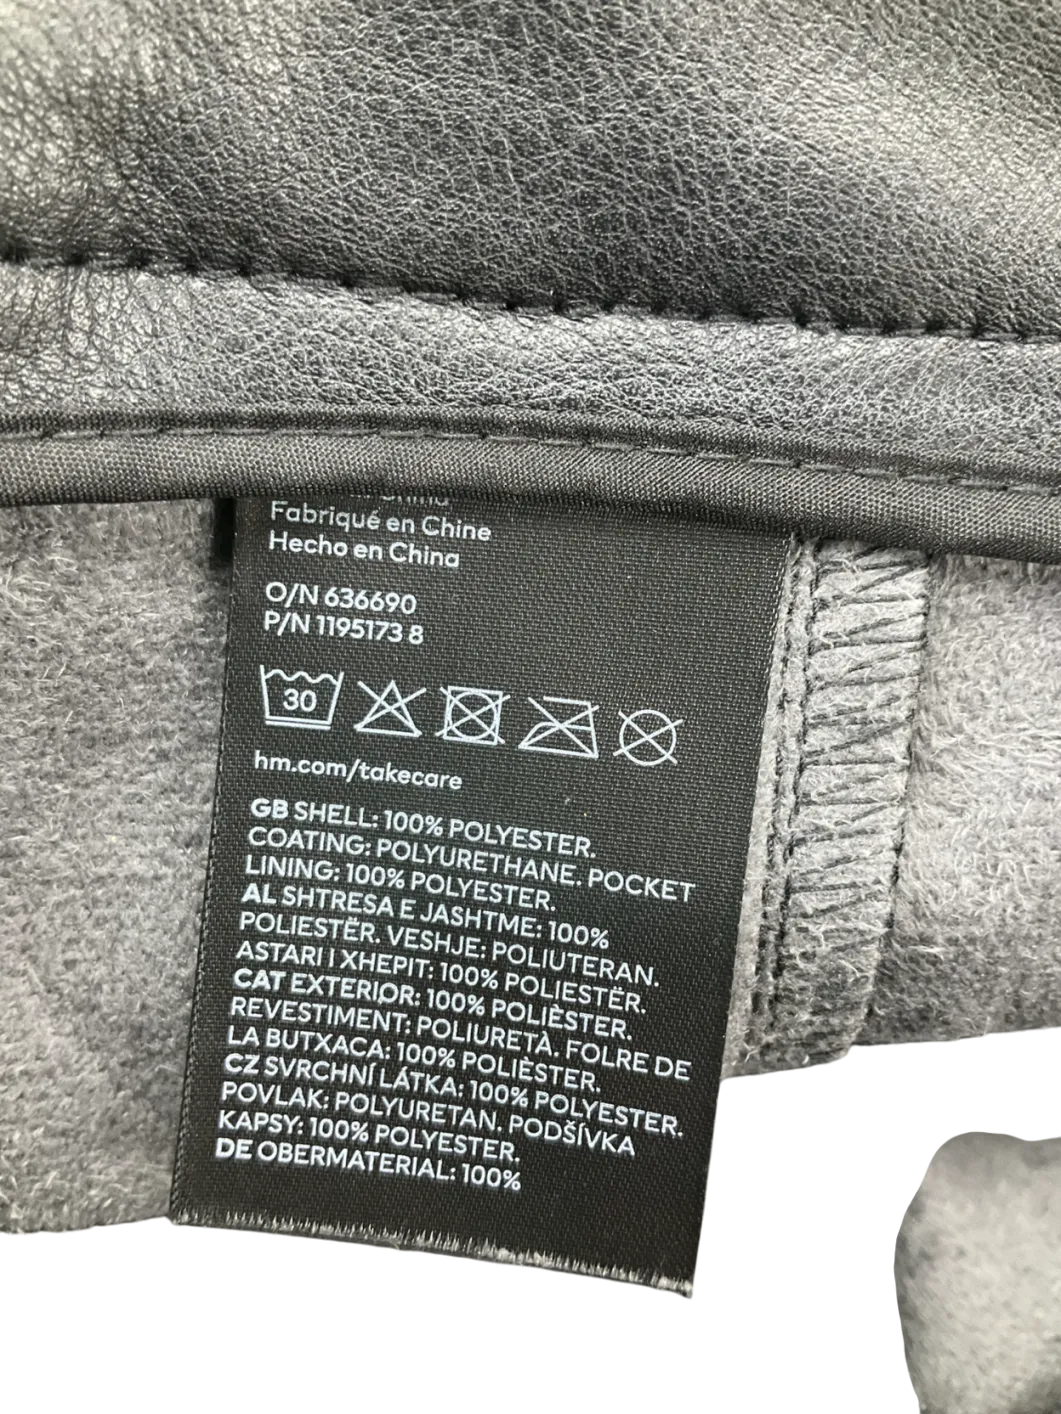 Fabriqué en Chine
Hecho en China
O/N 636690
P/N 1195173 8
30
hm.com/takecare
GB SHELL: 100% POLYESTER.
COATING: POLYURETHANE. POCKET
LINING: 100% POLYESTER.
AL SHTRESA E JASHTME: 100%
POLIESTËR. VESHJE: POLIUTERAN.
ASTARI I XHEPIT: 100% POLIESTËR.
CAT EXTERIOR: 100% POLIÈSTER.
REVESTIMENT: POLIURETÀ. FOLRE DE
LA BUTXACA: 100% POLIÈSTER.
CZ SVRCHNÍ LÁTKA: 100% POLYESTER.
POVLAK: POLYURETAN. PODŠÍVKA
KAPSY: 100% POLYESTER.
DE OBERMATERIAL: 100%